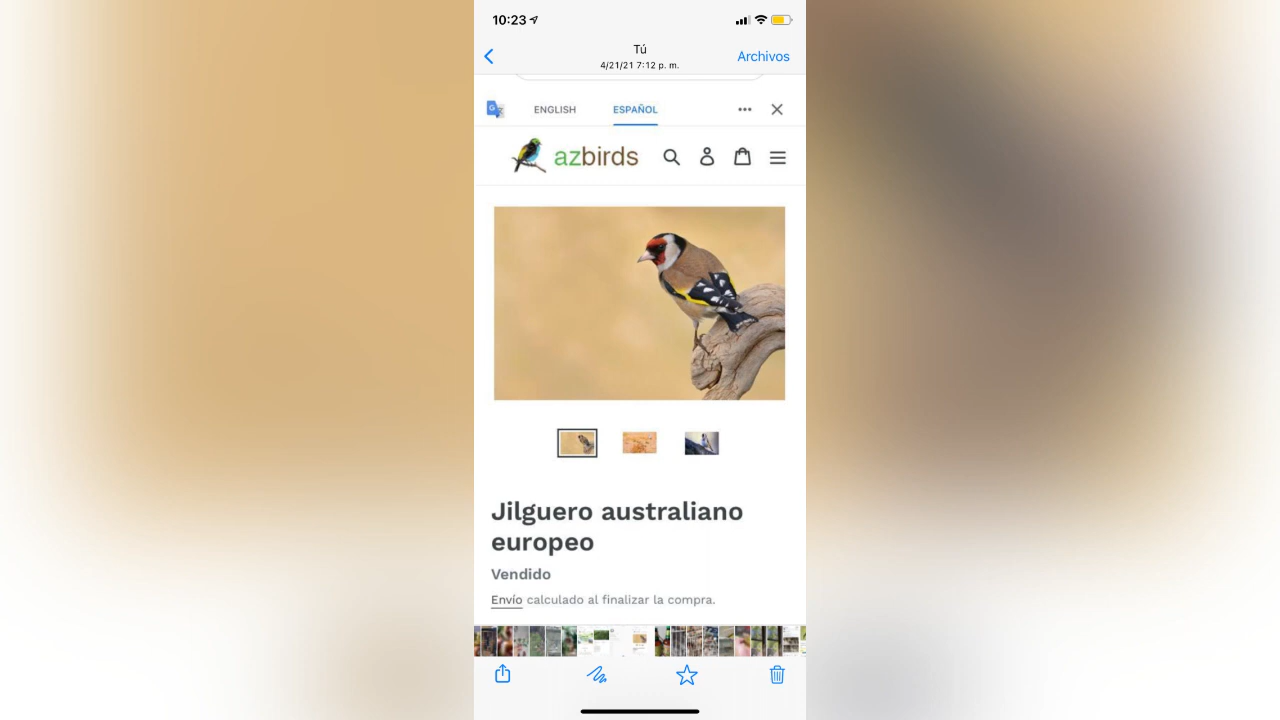 10:23
Tú
4/21/21 7:12 p. m.
Archivos
ENGLISH
ESPAÑOL
azbirds
Jilguero australiano
europeo
Vendido
Envío calculado al finalizar la compra.